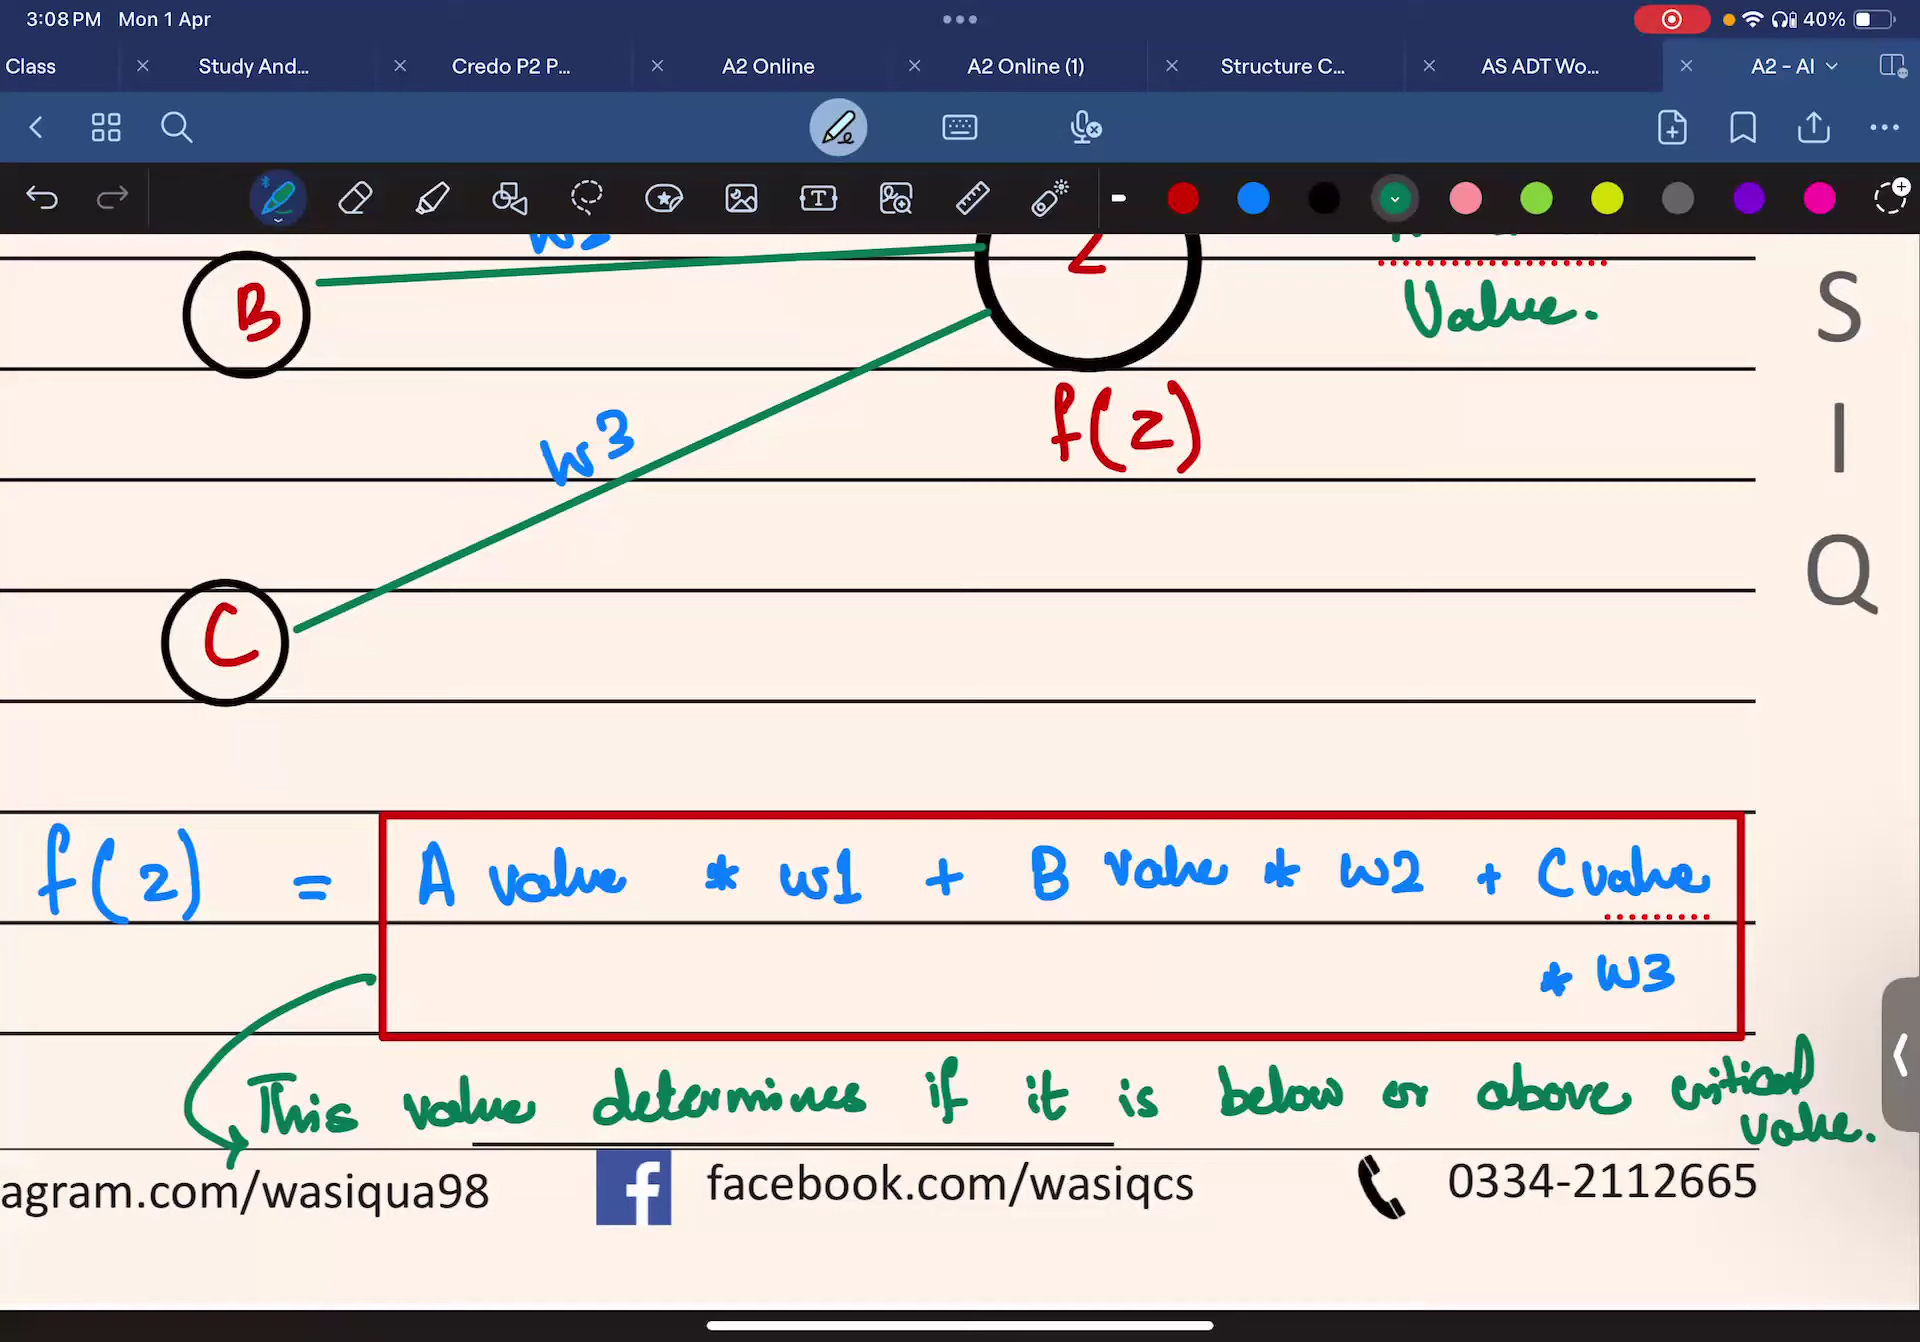 3:08 PM Mon 1 Apr
40%
Class
Study And...
Credo P2 P...
A2 Online
A2 Online (1)
Structure C...
AS ADT Wo...
A2 - AI
B
Value.
S
f(z)
w3
I
Q
C
f(z) = A value * w1 + B value * w2 + C value
* w3
This value determines if it is below or above critical
value.
agram.com/wasiqua98
facebook.com/wasiqcs
0334-2112665